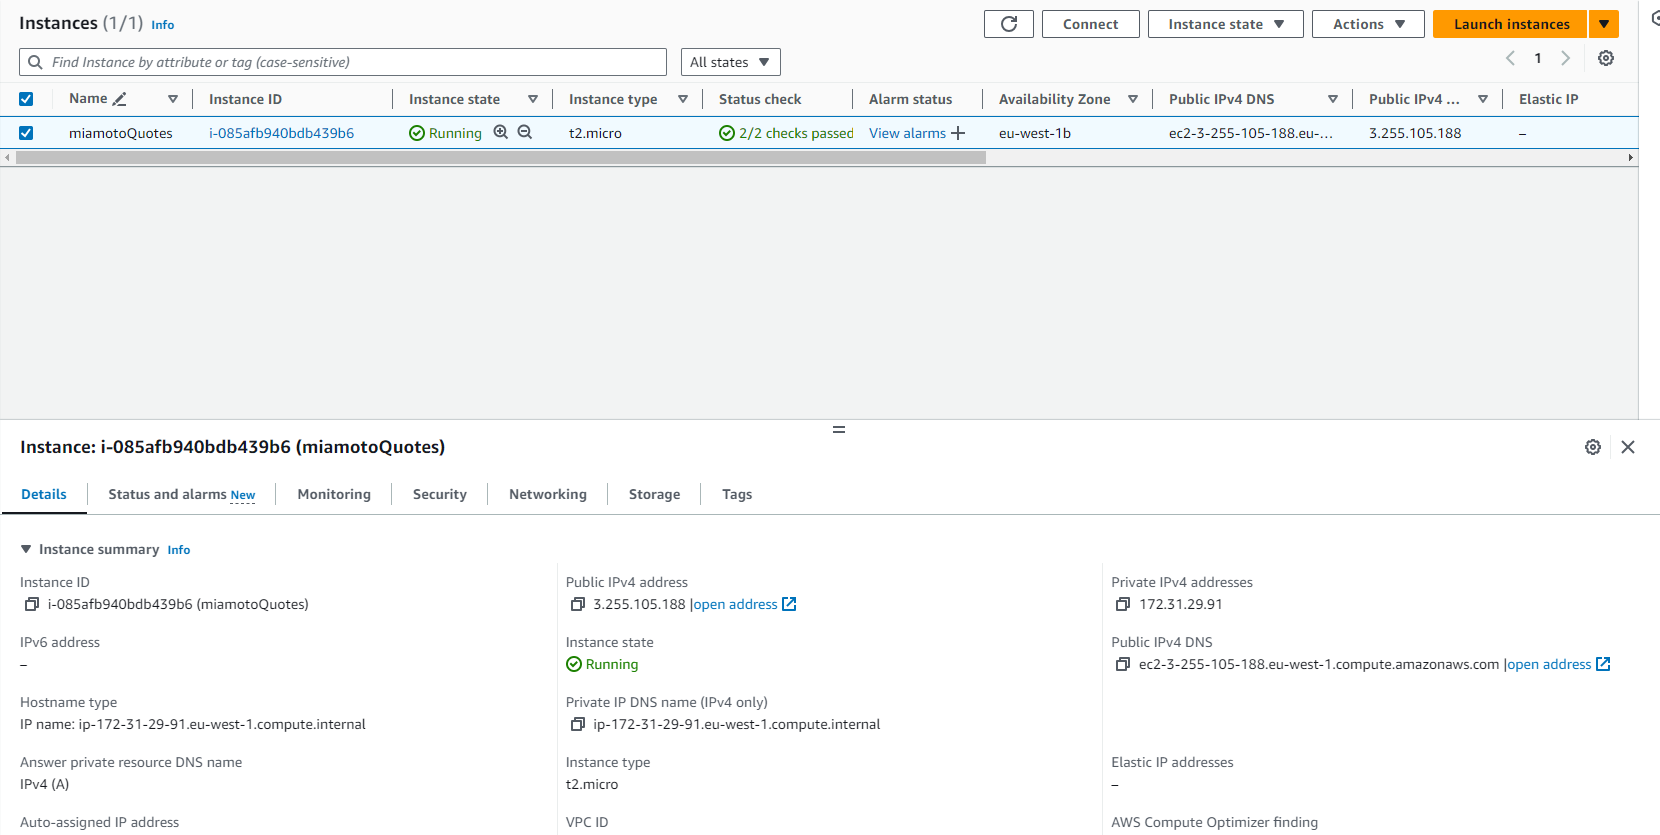 Instances (1/1) Info
Connect
Instance state
Actions
Launch instances
Find Instance by attribute or tag (case-sensitive)
All states
1
Name Instance ID Instance state Instance type Status check Alarm status Availability Zone Public IPv4 DNS Public IPv4 ... Elastic IP
miamotoQuotes i-085afb940bdb439b6 Running t2.micro 2/2 checks passed View alarms + eu-west-1b ec2-3-255-105-188.eu-... 3.255.105.188 –
Instance: i-085afb940bdb439b6 (miamotoQuotes)
Details Status and alarms New Monitoring Security Networking Storage Tags
Instance summary Info
Instance ID
i-085afb940bdb439b6 (miamotoQuotes)
Public IPv4 address
3.255.105.188 |open address
Private IPv4 addresses
172.31.29.91
IPv6 address
–
Instance state
Running
Public IPv4 DNS
ec2-3-255-105-188.eu-west-1.compute.amazonaws.com |open address
Hostname type
IP name: ip-172-31-29-91.eu-west-1.compute.internal
Private IP DNS name (IPv4 only)
ip-172-31-29-91.eu-west-1.compute.internal
Answer private resource DNS name
IPv4 (A)
Instance type
t2.micro
Elastic IP addresses
–
Auto-assigned IP address
VPC ID
AWS Compute Optimizer finding